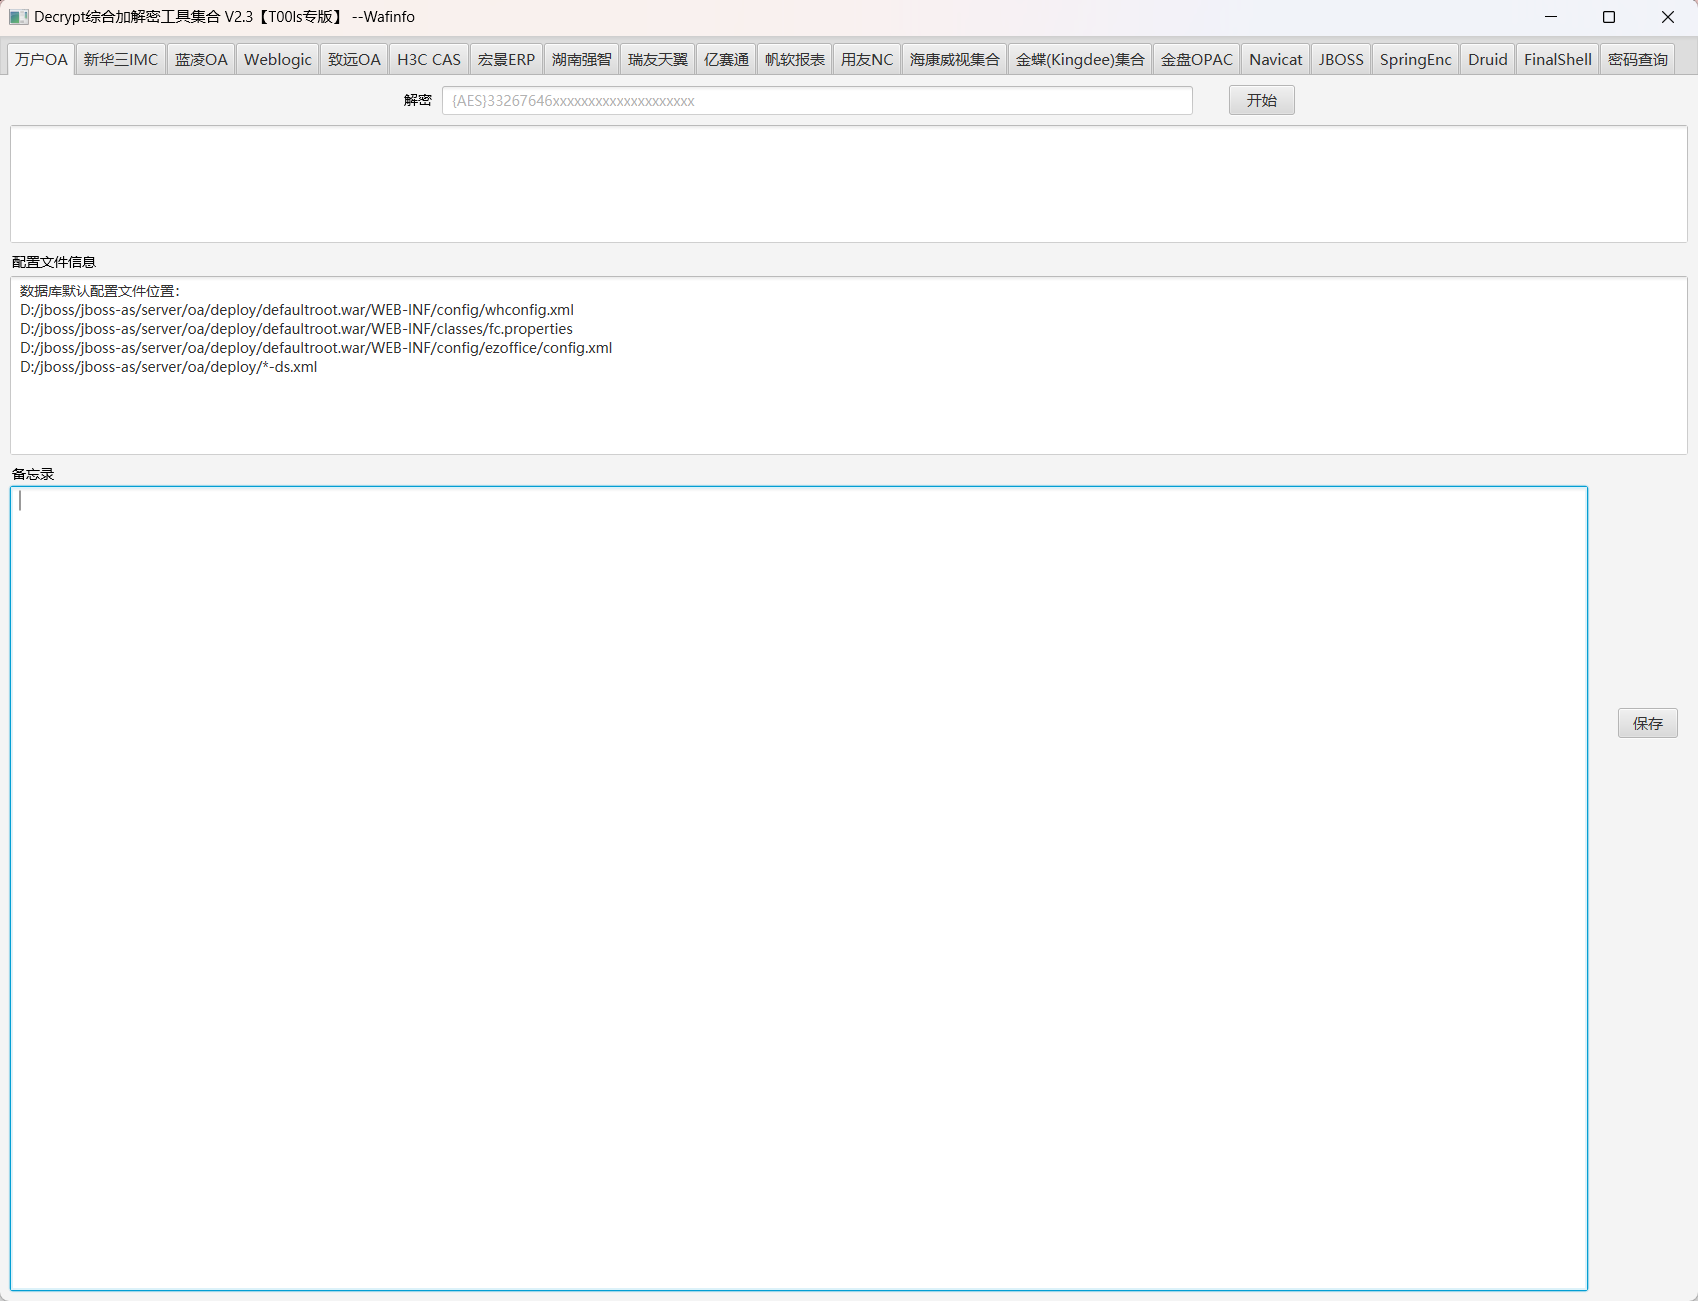 Decrypt综合加解密工具集合 V2.3【T00ls专版】 --Wafinfo
万户OA 新华三IMC 蓝凌OA Weblogic 致远OA H3C CAS 宏景ERP 湖南强智 瑞友天翼 亿赛通 帆软报表 用友NC 海康威视集合 金蝶(Kingdee)集合 金盘OPAC Navicat JBOSS SpringEnc Druid FinalShell 密码查询
解密 {AES}33267646xxxxxxxxxxxxxxxxxxxx 开始
配置文件信息
数据库默认配置文件位置：
D:/jboss/jboss-as/server/oa/deploy/defaultroot.war/WEB-INF/config/whconfig.xml
D:/jboss/jboss-as/server/oa/deploy/defaultroot.war/WEB-INF/classes/fc.properties
D:/jboss/jboss-as/server/oa/deploy/defaultroot.war/WEB-INF/config/ezoffice/config.xml
D:/jboss/jboss-as/server/oa/deploy/*-ds.xml
备忘录
保存